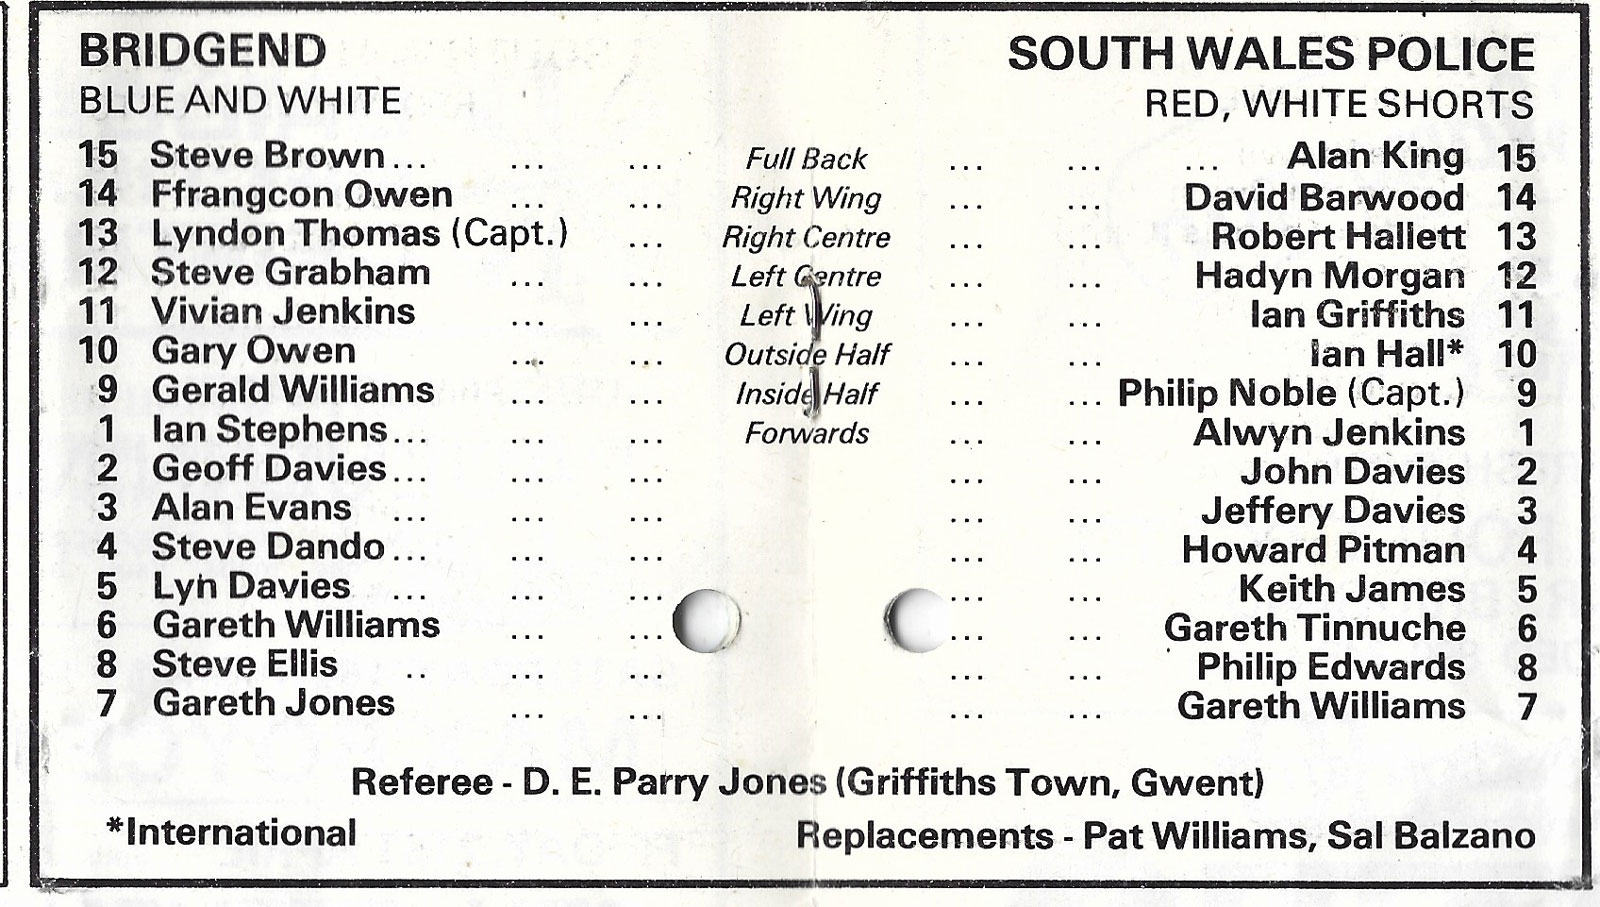 BRIDGEND SOUTH WALES POLICE
BLUE AND WHITE RED, WHITE SHORTS
15 Steve Brown... ... ... Full Back ... ... ... Alan King 15
14 Ffrangcon Owen ... ... Right Wing ... ... David Barwood 14
13 Lyndon Thomas (Capt.) ... Right Centre ... ... Robert Hallett 13
12 Steve Grabham ... ... Left Centre ... ... Hadyn Morgan 12
11 Vivian Jenkins ... ... Left Wing ... ... Ian Griffiths 11
10 Gary Owen ... ... Outside Half ... ... Ian Hall* 10
9 Gerald Williams ... ... Inside Half ... ... Philip Noble (Capt.) 9
1 Ian Stephens... ... ... Forwards ... ... Alwyn Jenkins 1
2 Geoff Davies... ... ... ... ... John Davies 2
3 Alan Evans ... ... ... ... ... Jeffery Davies 3
4 Steve Dando... ... ... ... ... Howard Pitman 4
5 Lyn Davies ... ... ... ... ... Keith James 5
6 Gareth Williams ... ... ... ... Gareth Tinnuche 6
8 Steve Ellis .. ... ... ... ... Philip Edwards 8
7 Gareth Jones ... ... ... ... Gareth Williams 7
Referee - D. E. Parry Jones (Griffiths Town, Gwent)
*International Replacements - Pat Williams, Sal Balzano